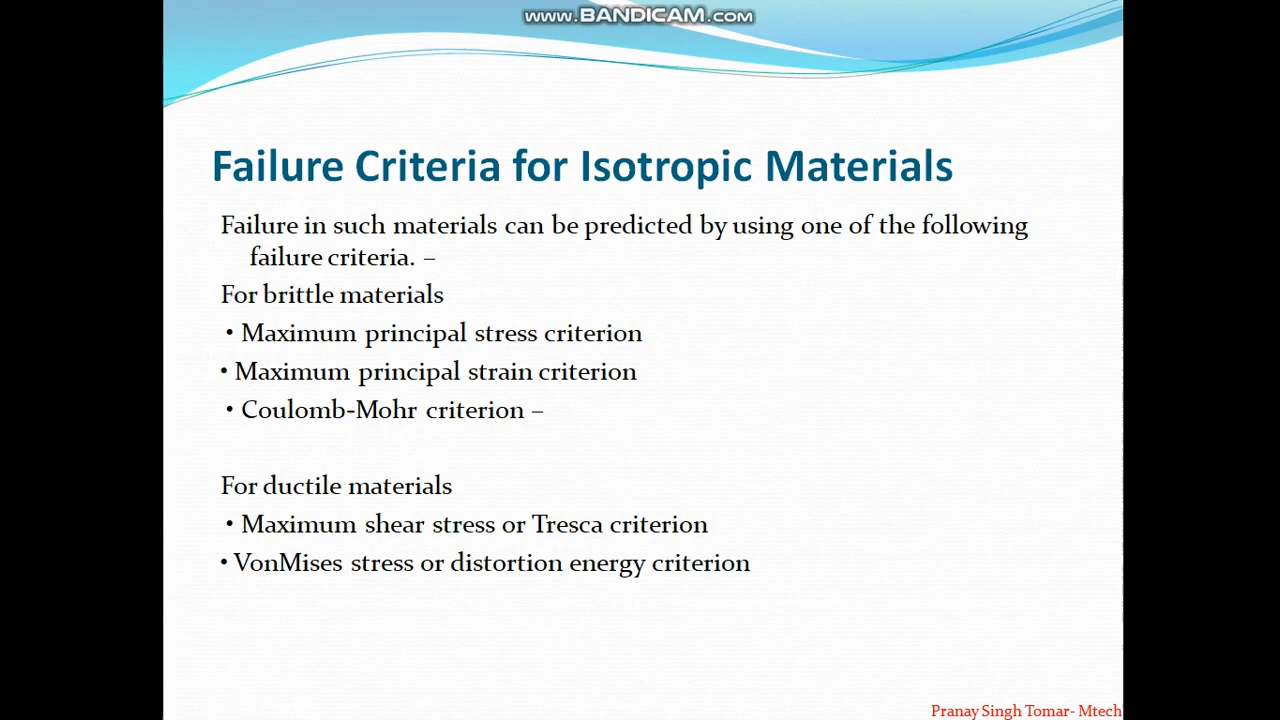 www.BANDICAM.com
Failure Criteria for Isotropic Materials
Failure in such materials can be predicted by using one of the following
failure criteria. –
For brittle materials
• Maximum principal stress criterion
• Maximum principal strain criterion
• Coulomb-Mohr criterion –
For ductile materials
• Maximum shear stress or Tresca criterion
• VonMises stress or distortion energy criterion
Pranay Singh Tomar- Mtech